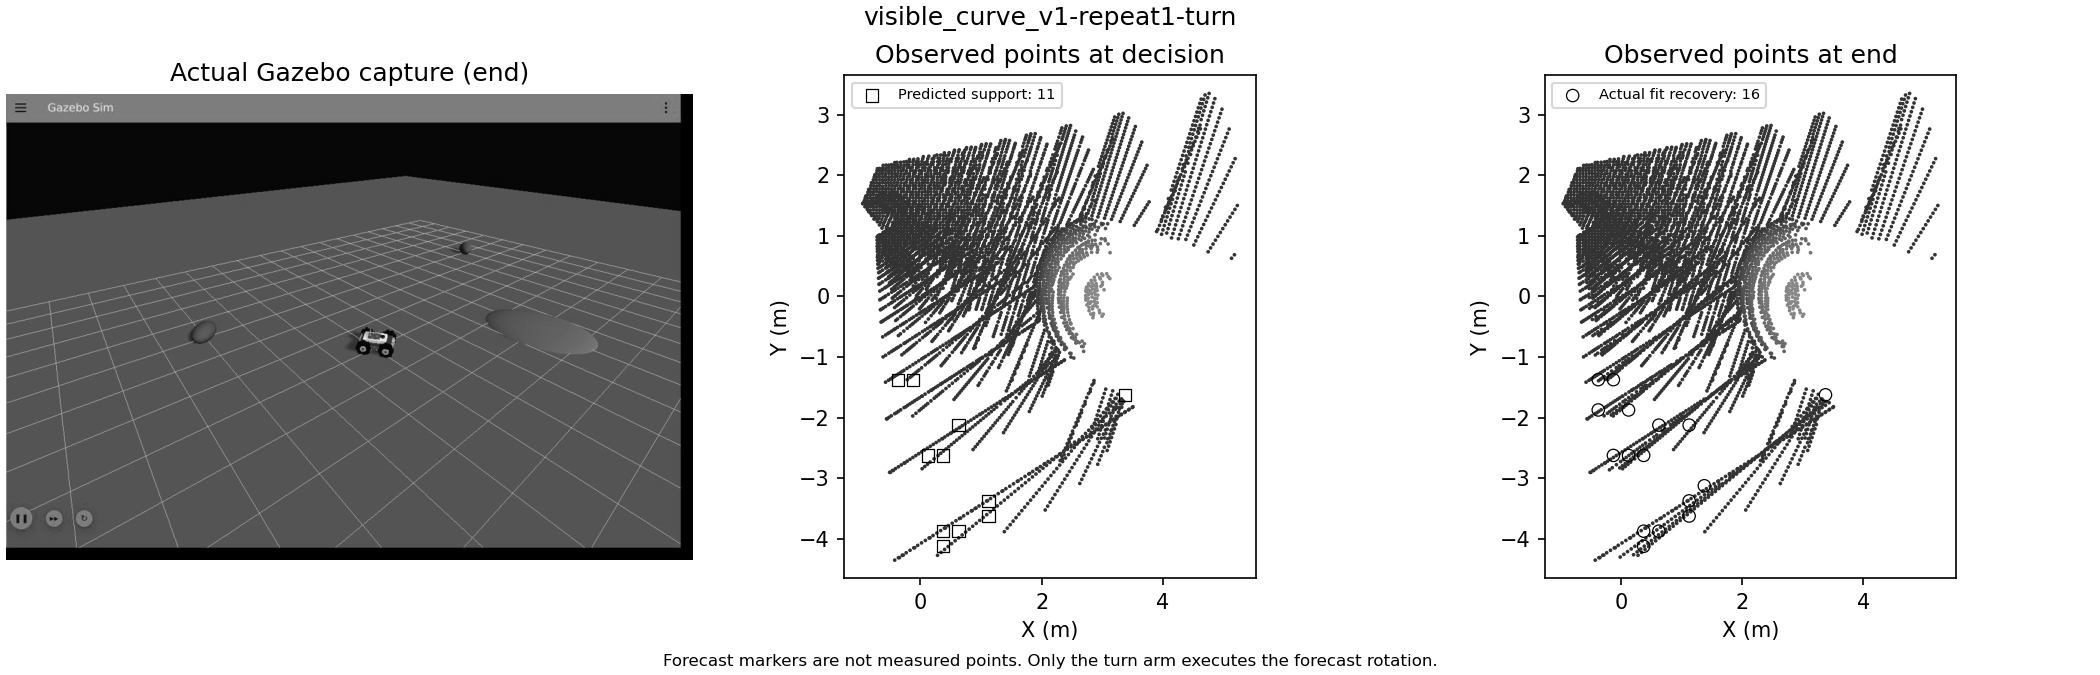 visible_curve_v1-repeat1-turn
Actual Gazebo capture (end)
Gazebo Sim
Observed points at decision
Predicted support: 11
3
2
1
0
−1
−2
−3
−4
Y (m)
0 2 4
X (m)
Observed points at end
Actual fit recovery: 16
3
2
1
0
−1
−2
−3
−4
Y (m)
0 2 4
X (m)
Forecast markers are not measured points. Only the turn arm executes the forecast rotation.